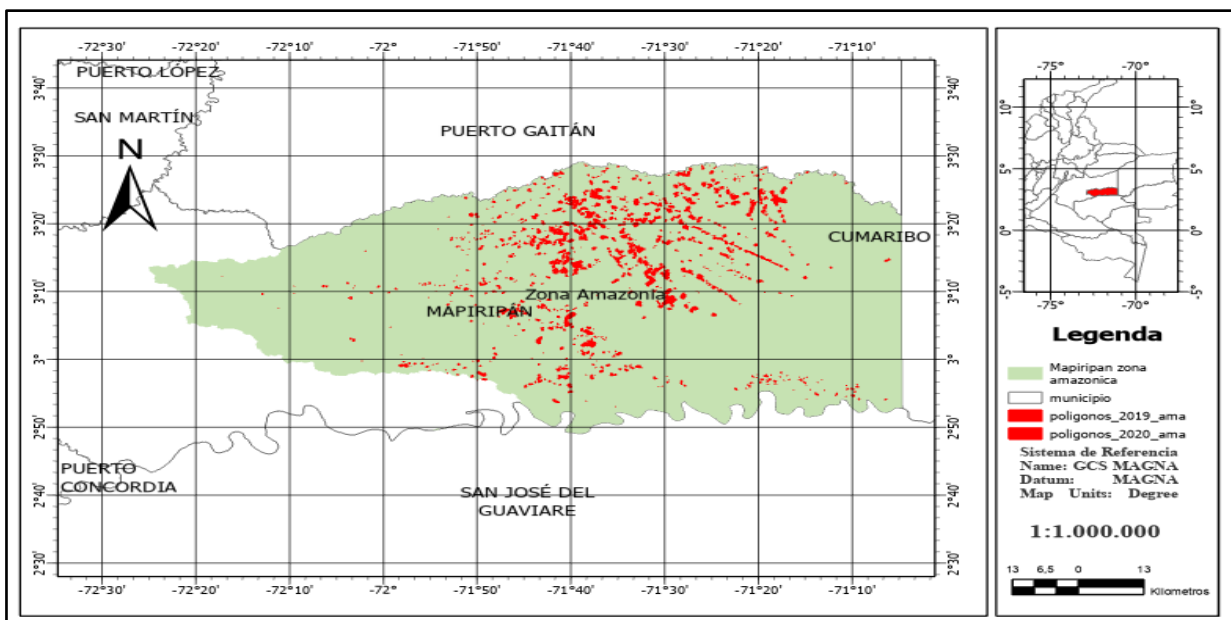 -72°30' -72°20' -72°10' -72° -71°50' -71°40' -71°30' -71°20' -71°10'
PUERTO LÓPEZ
3°40' 3°40'
SAN MARTÍN
PUERTO GAITÁN
N
3°30' 3°30'
3°20' 3°20'
CUMARIBO
3°10' 3°10'
Zona Amazonía
MAPIRIPÁN
3° 3°
2°50' 2°50'
PUERTO
CONCORDIA
SAN JOSÉ DEL
GUAVIARE
2°40' 2°40'
2°30' 2°30'
-72°30' -72°20' -72°10' -72° -71°50' -71°40' -71°30' -71°20' -71°10'
-75° -70°
10° 10°
5° 5°
0° 0°
-5° -5°
-75° -70°
Legenda
Mapiripan zona
amazonica
municipio
poligonos_2019_ama
poligonos_2020_ama
Sistema de Referencia
Name: GCS MAGNA
Datum: MAGNA
Map Units: Degree
1:1.000.000
13 6,5 0 13
Kilometros